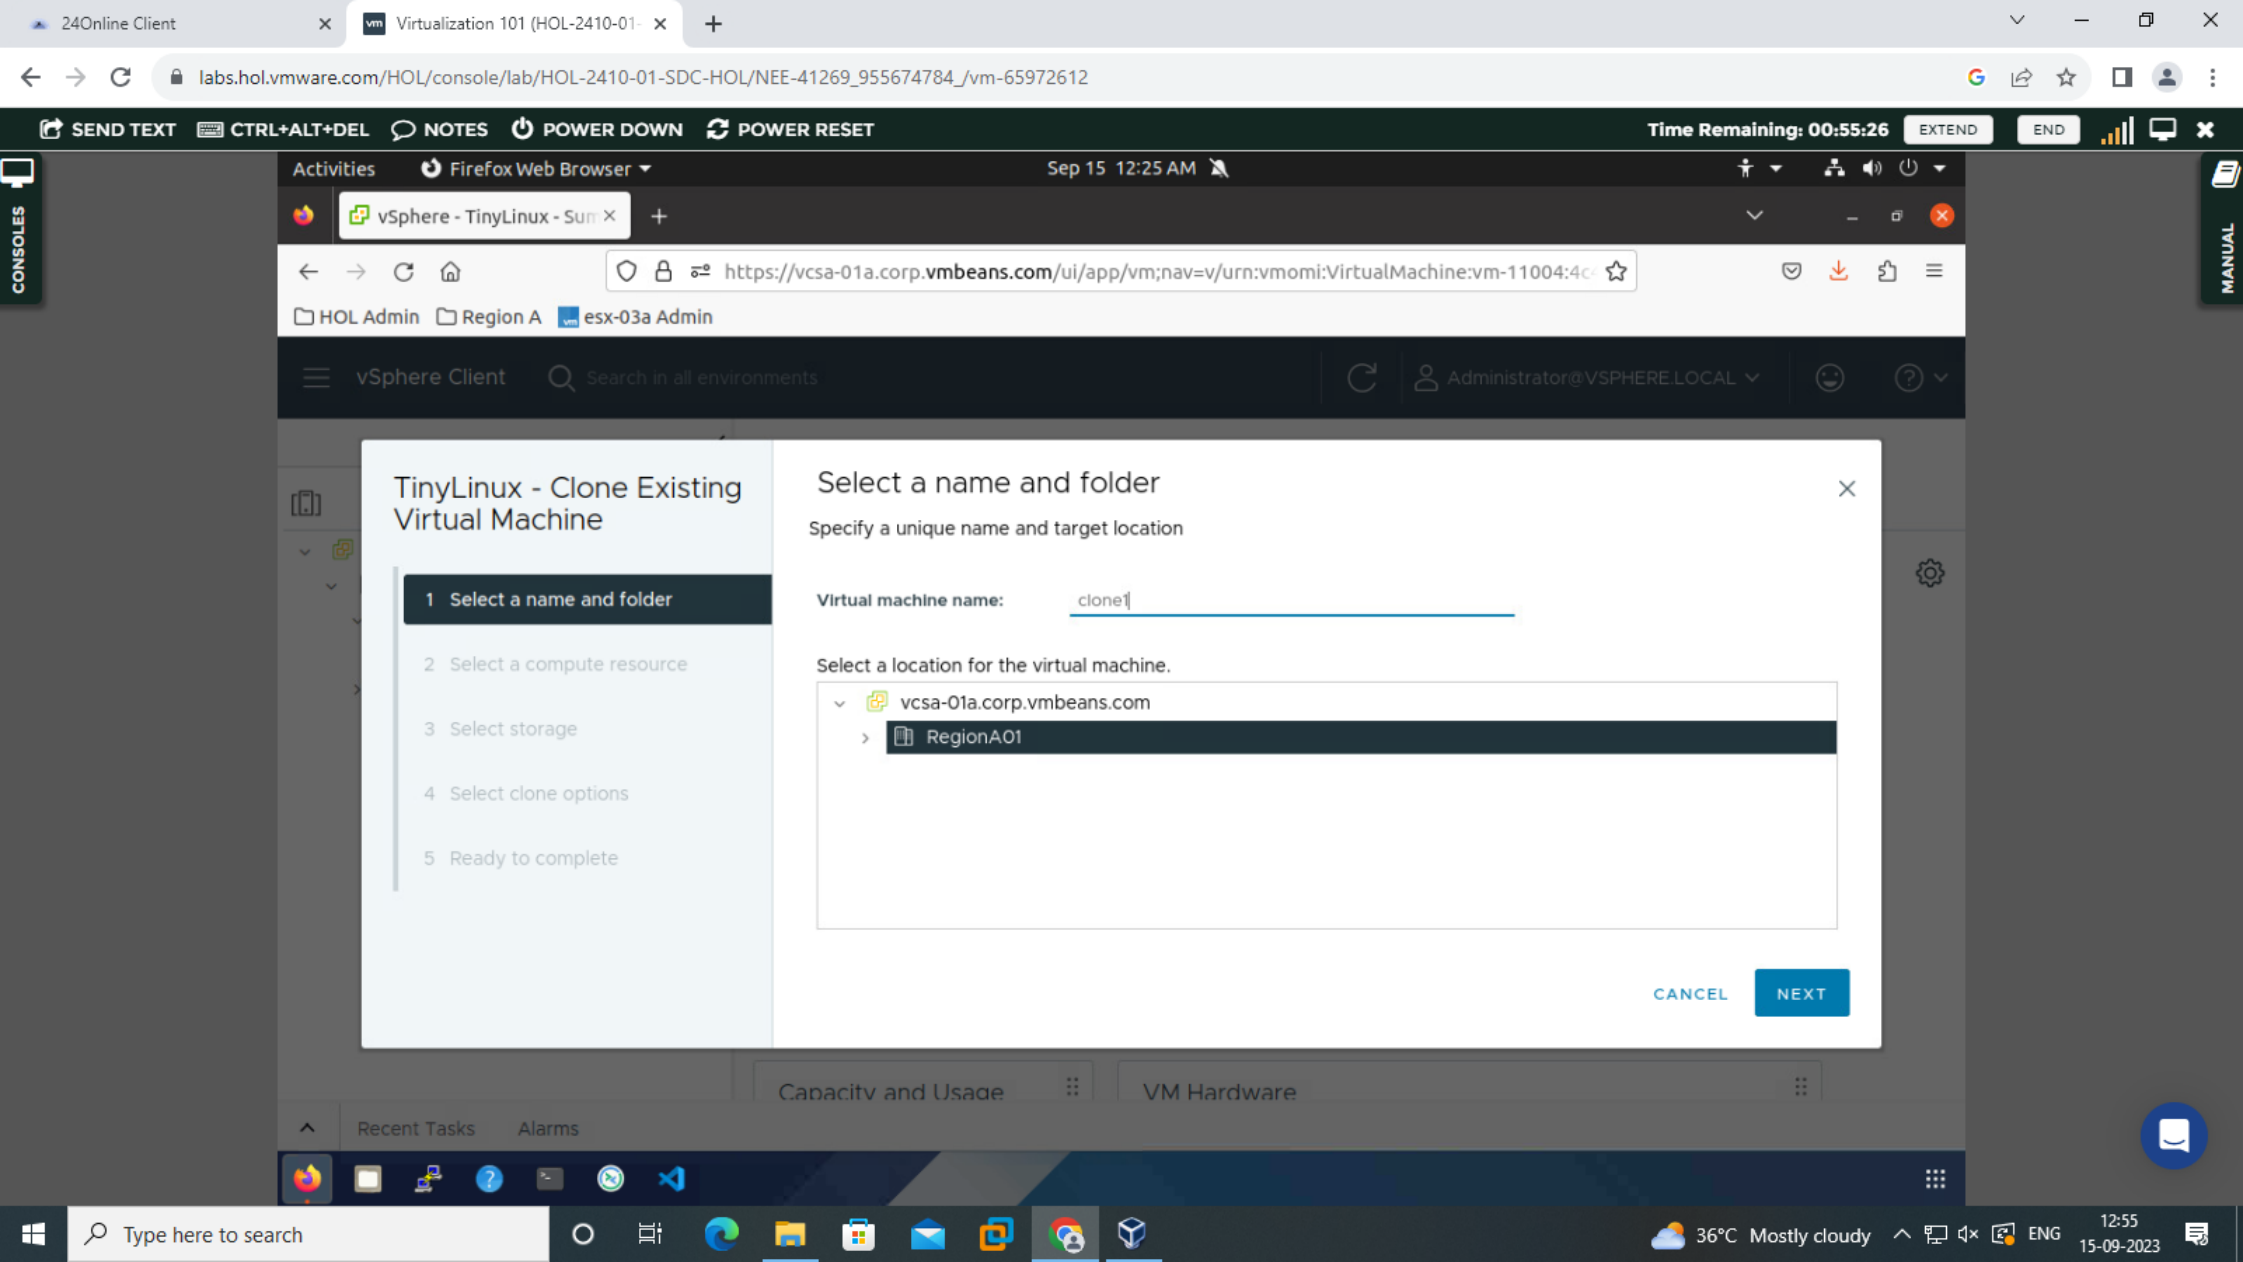 24Online Client
Virtualization 101 (HOL-2410-01-
labs.hol.vmware.com/HOL/console/lab/HOL-2410-01-SDC-HOL/NEE-41269_955674784_/vm-65972612
SEND TEXT CTRL+ALT+DEL NOTES POWER DOWN POWER RESET Time Remaining: 00:55:26 EXTEND END
CONSOLES
MANUAL
Activities Firefox Web Browser Sep 15 12:25 AM
vSphere - TinyLinux - Sum
https://vcsa-01a.corp.vmbeans.com/ui/app/vm;nav=v/urn:vmomi:VirtualMachine:vm-11004:4c
HOL Admin Region A esx-03a Admin
vSphere Client Search in all environments Administrator@VSPHERE.LOCAL
TinyLinux - Clone Existing
Virtual Machine
1 Select a name and folder
2 Select a compute resource
3 Select storage
4 Select clone options
5 Ready to complete
Select a name and folder
Specify a unique name and target location
Virtual machine name: clone1
Select a location for the virtual machine.
vcsa-01a.corp.vmbeans.com
RegionA01
CANCEL NEXT
Capacity and Usage VM Hardware
Recent Tasks Alarms
Type here to search
36°C Mostly cloudy ENG
12:55
15-09-2023